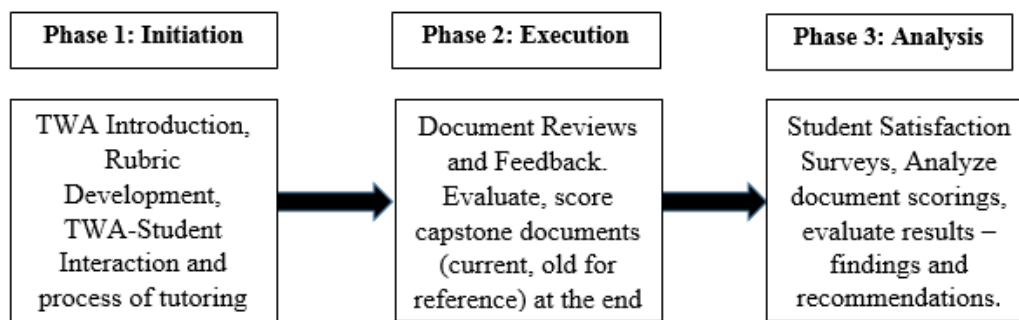 Phase 1: Initiation
Phase 2: Execution
Phase 3: Analysis
TWA Introduction,
Rubric
Development,
TWA-Student
Interaction and
process of tutoring
Document Reviews
and Feedback.
Evaluate, score
capstone documents
(current, old for
reference) at the end
Student Satisfaction
Surveys, Analyze
document scorings,
evaluate results –
findings and
recommendations.